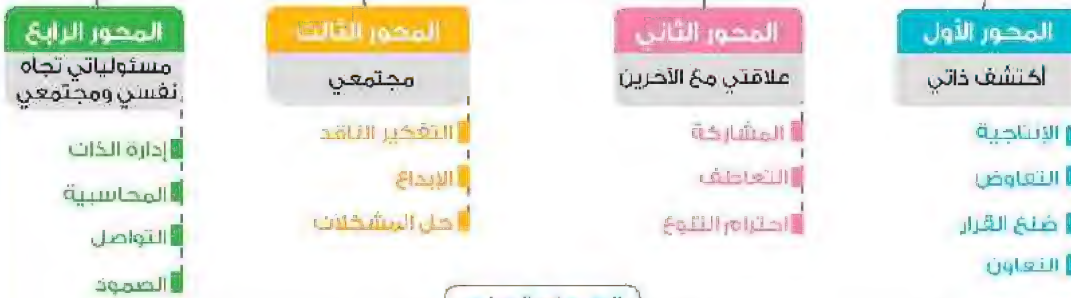 المحور الأول
أكتشف ذاتي
الإنتاجية
التفاوض
صنع القرار
التعاون
المحور الثاني
علاقتي مع الآخرين
المشاركة
التعاطف
احترام التنوع
المحور الثالث
مجتمعي
التفكير الناقد
الإبداع
حل المشكلات
المحور الرابع
مسئولياتي تجاه
نفسي ومجتمعي
إدارة الذات
المحاسبية
التواصل
الصمود